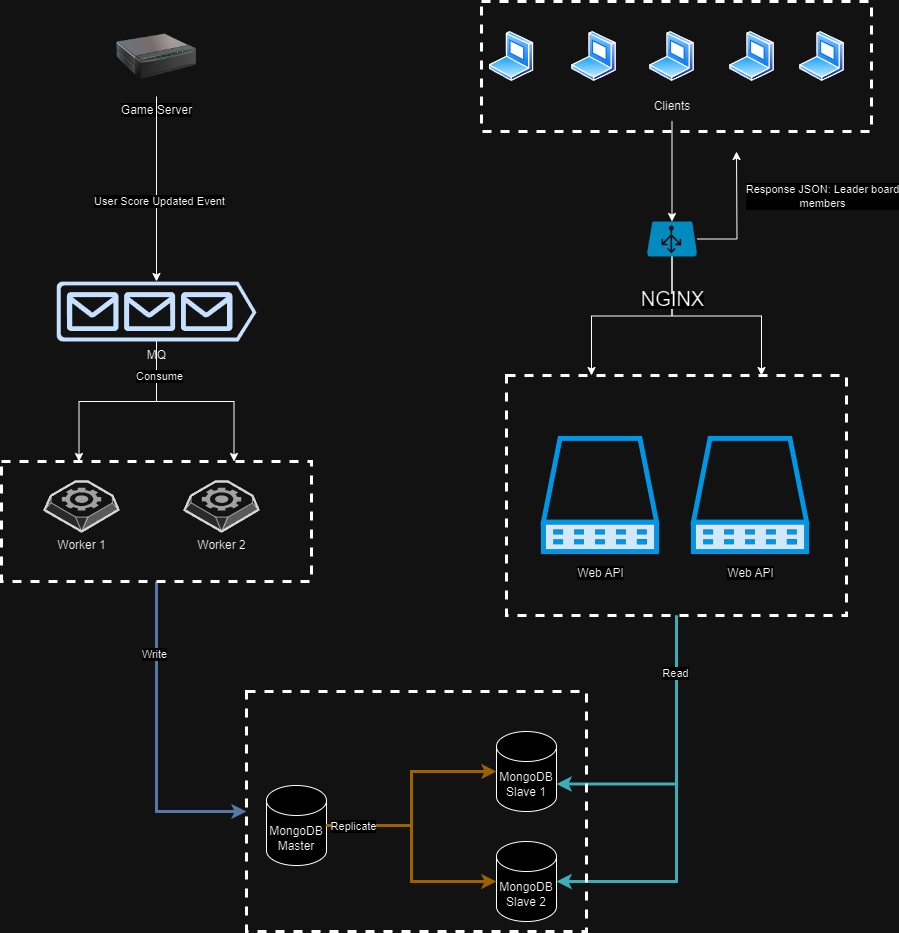 Game Server
User Score Updated Event
MQ
Consume
Worker 1
Worker 2
Write
Clients
Response JSON: Leader board
members
NGINX
Web API
Web API
Read
MongoDB
Master
Replicate
MongoDB
Slave 1
MongoDB
Slave 2